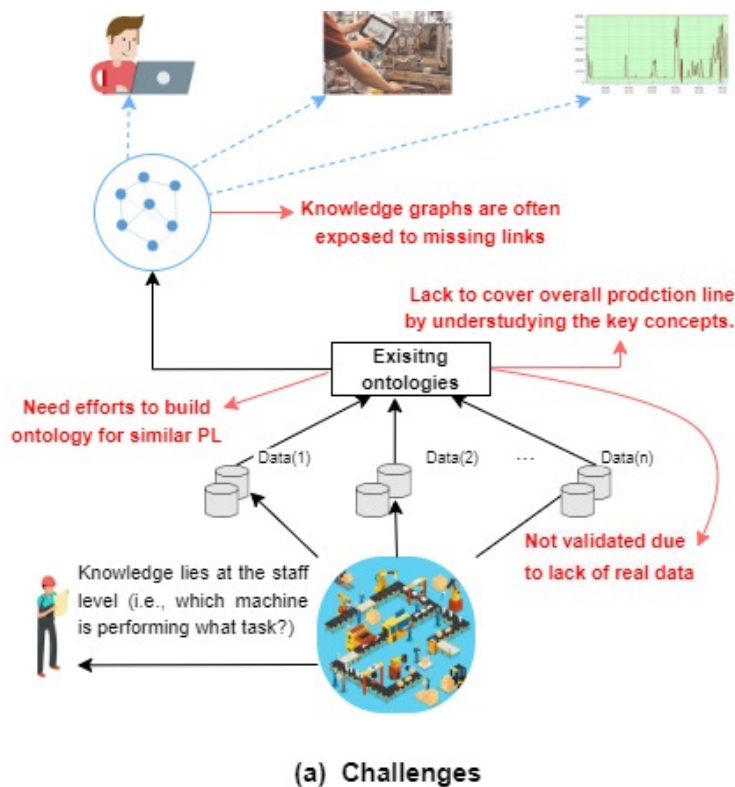 Knowledge graphs are often
exposed to missing links
Lack to cover overall prodction line
by understudying the key concepts.
Exisitng
ontologies
Need efforts to build
ontology for similar PL
Data(1)
Data(2)
...
Data(n)
Not validated due
to lack of real data
Knowledge lies at the staff
level (i.e., which machine
is performing what task?)
(a) Challenges